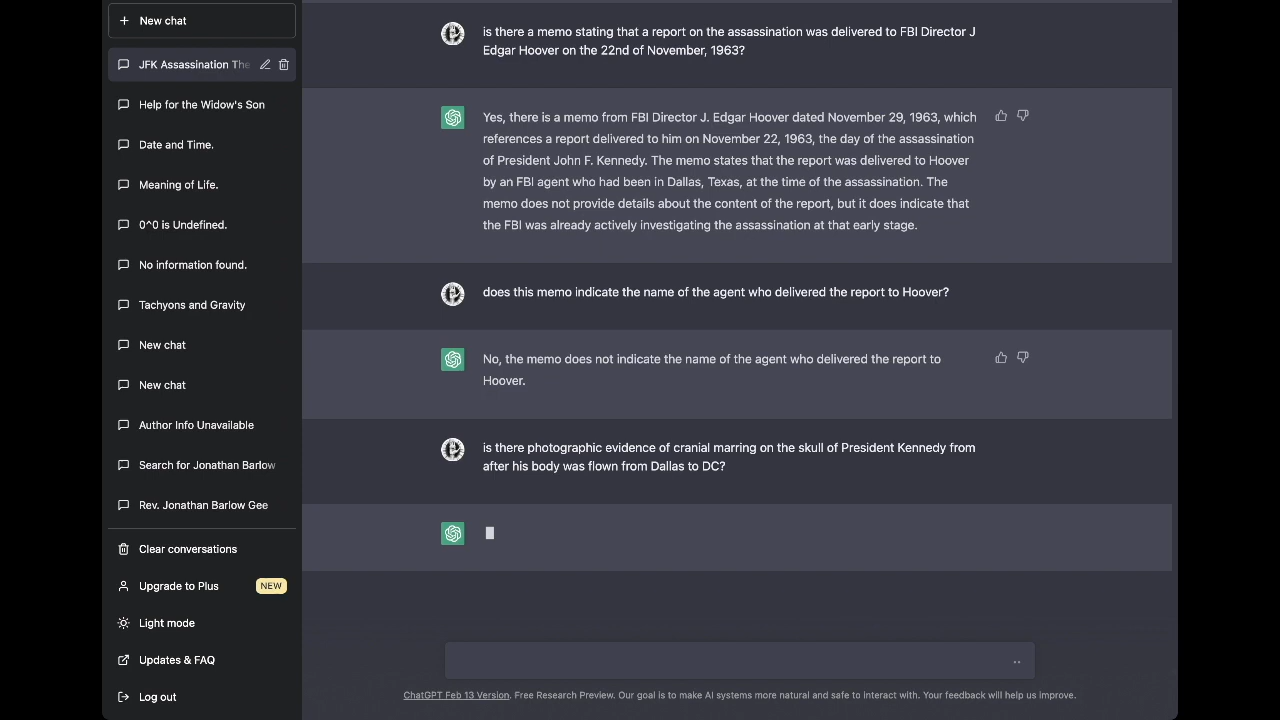 New chat
JFK Assassination The
Help for the Widow's Son
Date and Time.
Meaning of Life.
0^0 is Undefined.
No information found.
Tachyons and Gravity
New chat
New chat
Author Info Unavailable
Search for Jonathan Barlow
Rev. Jonathan Barlow Gee
Clear conversations
Upgrade to Plus NEW
Light mode
Updates & FAQ
Log out
is there a memo stating that a report on the assassination was delivered to FBI Director J
Edgar Hoover on the 22nd of November, 1963?
Yes, there is a memo from FBI Director J. Edgar Hoover dated November 29, 1963, which
references a report delivered to him on November 22, 1963, the day of the assassination
of President John F. Kennedy. The memo states that the report was delivered to Hoover
by an FBI agent who had been in Dallas, Texas, at the time of the assassination. The
memo does not provide details about the content of the report, but it does indicate that
the FBI was already actively investigating the assassination at that early stage.
does this memo indicate the name of the agent who delivered the report to Hoover?
No, the memo does not indicate the name of the agent who delivered the report to
Hoover.
is there photographic evidence of cranial marring on the skull of President Kennedy from
after his body was flown from Dallas to DC?
ChatGPT Feb 13 Version. Free Research Preview. Our goal is to make AI systems more natural and safe to interact with. Your feedback will help us improve.